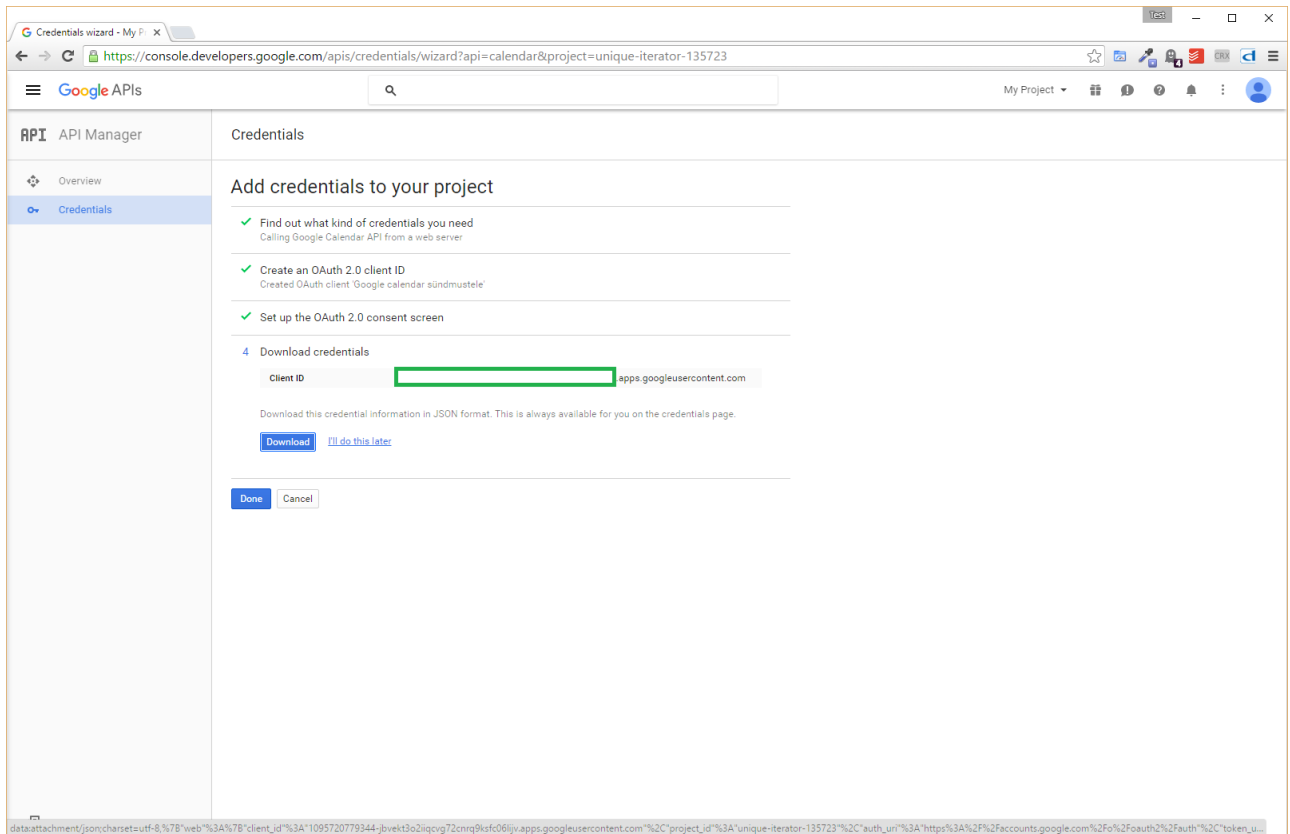 Test
Credentials wizard - My P
https://console.developers.google.com/apis/credentials/wizard?api=calendar&project=unique-iterator-135723
4
CRX
Google APIs
My Project
API API Manager
Credentials
Overview
Credentials
Add credentials to your project
Find out what kind of credentials you need
Calling Google Calendar API from a web server
Create an OAuth 2.0 client ID
Created OAuth client 'Google calendar sündmustele'
Set up the OAuth 2.0 consent screen
4 Download credentials
Client ID .apps.googleusercontent.com
Download this credential information in JSON format. This is always available for you on the credentials page.
Download I'll do this later
Done Cancel
data:attachment/json;charset=utf-8,%7B"web"%3A%7B"client_id"%3A"1095720779344-jbvekt3o2iiqcvg72cnrq9ksfc06lijv.apps.googleusercontent.com"%2C"project_id"%3A"unique-iterator-135723"%2C"auth_uri"%3A"https%3A%2F%2Faccounts.google.com%2Fo%2Foauth2%2Fauth"%2C"token_u...